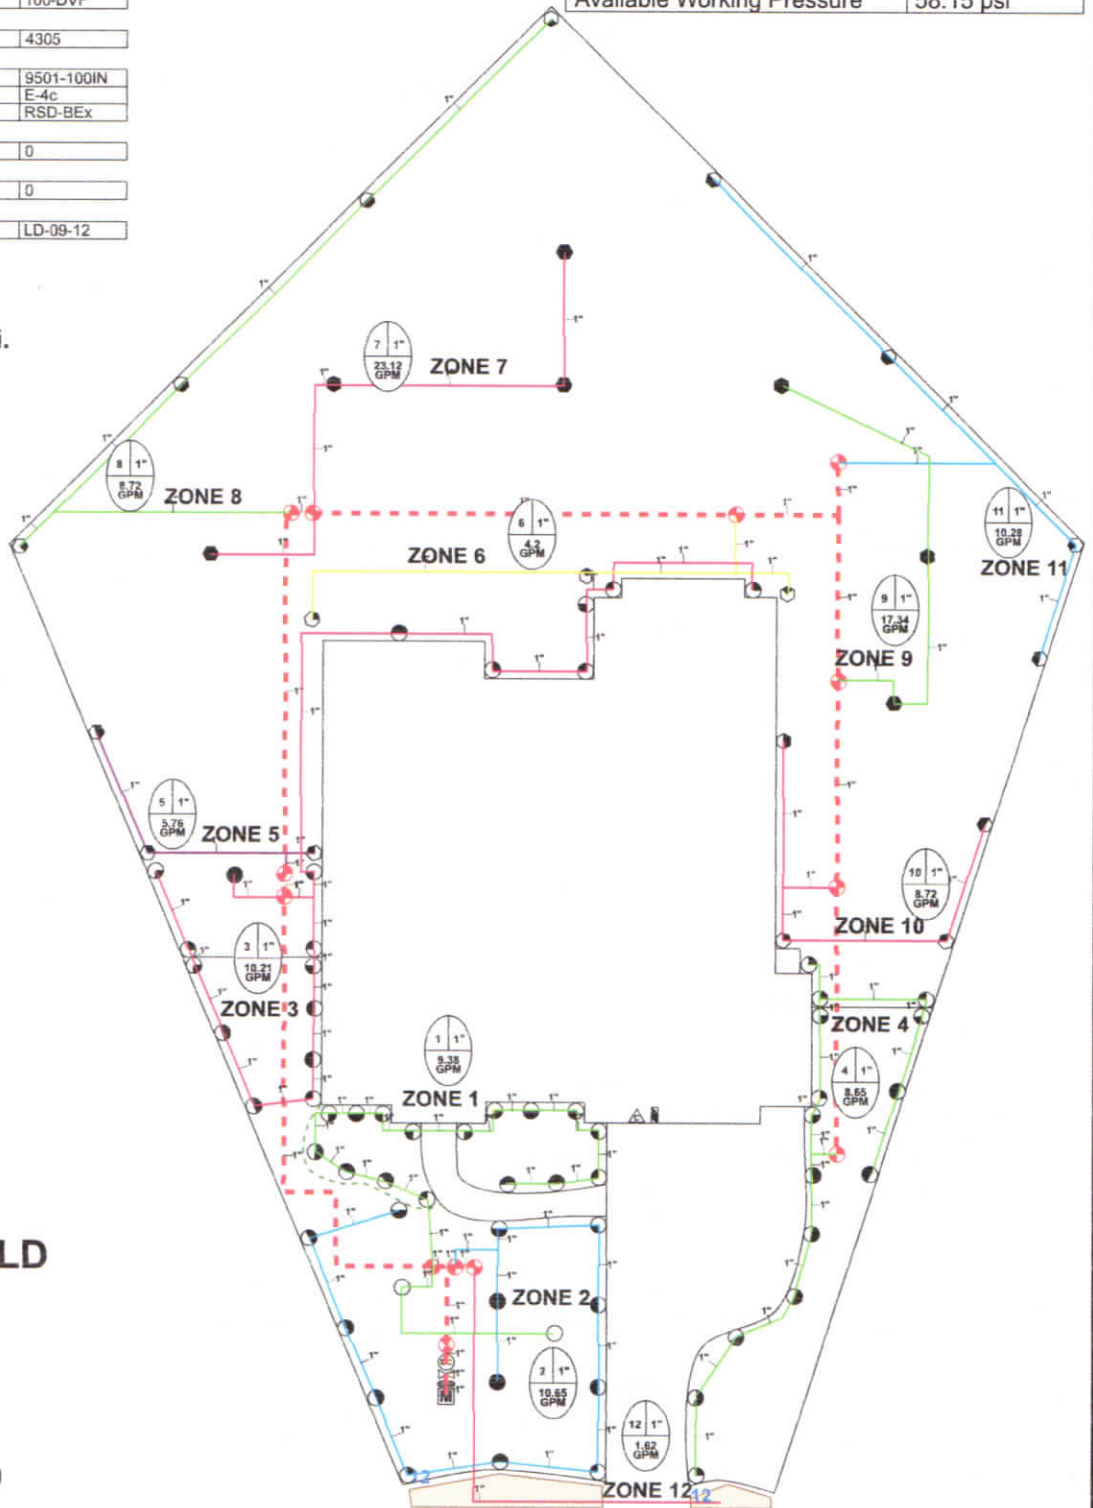 100-DVF
Available Working Pressure 58.15 psi
4305
9501-100IN
E-4c
RSD-BEx
0
0
LD-09-12
7 1"
23.12
GPM
ZONE 7
8 1"
8.72
GPM
ZONE 8
6 1"
4.2
GPM
ZONE 6
11 1"
10.28
GPM
ZONE 11
9 1"
17.34
GPM
ZONE 9
5 1"
5.76
GPM
ZONE 5
10 1"
8.72
GPM
ZONE 10
3 1"
10.21
GPM
ZONE 3
ZONE 4
1 1"
9.38
GPM
ZONE 1
4 1"
8.65
GPM
LD
ZONE 2
2 1"
10.65
GPM
M
12 1"
1.62
GPM
12
ZONE 12
12